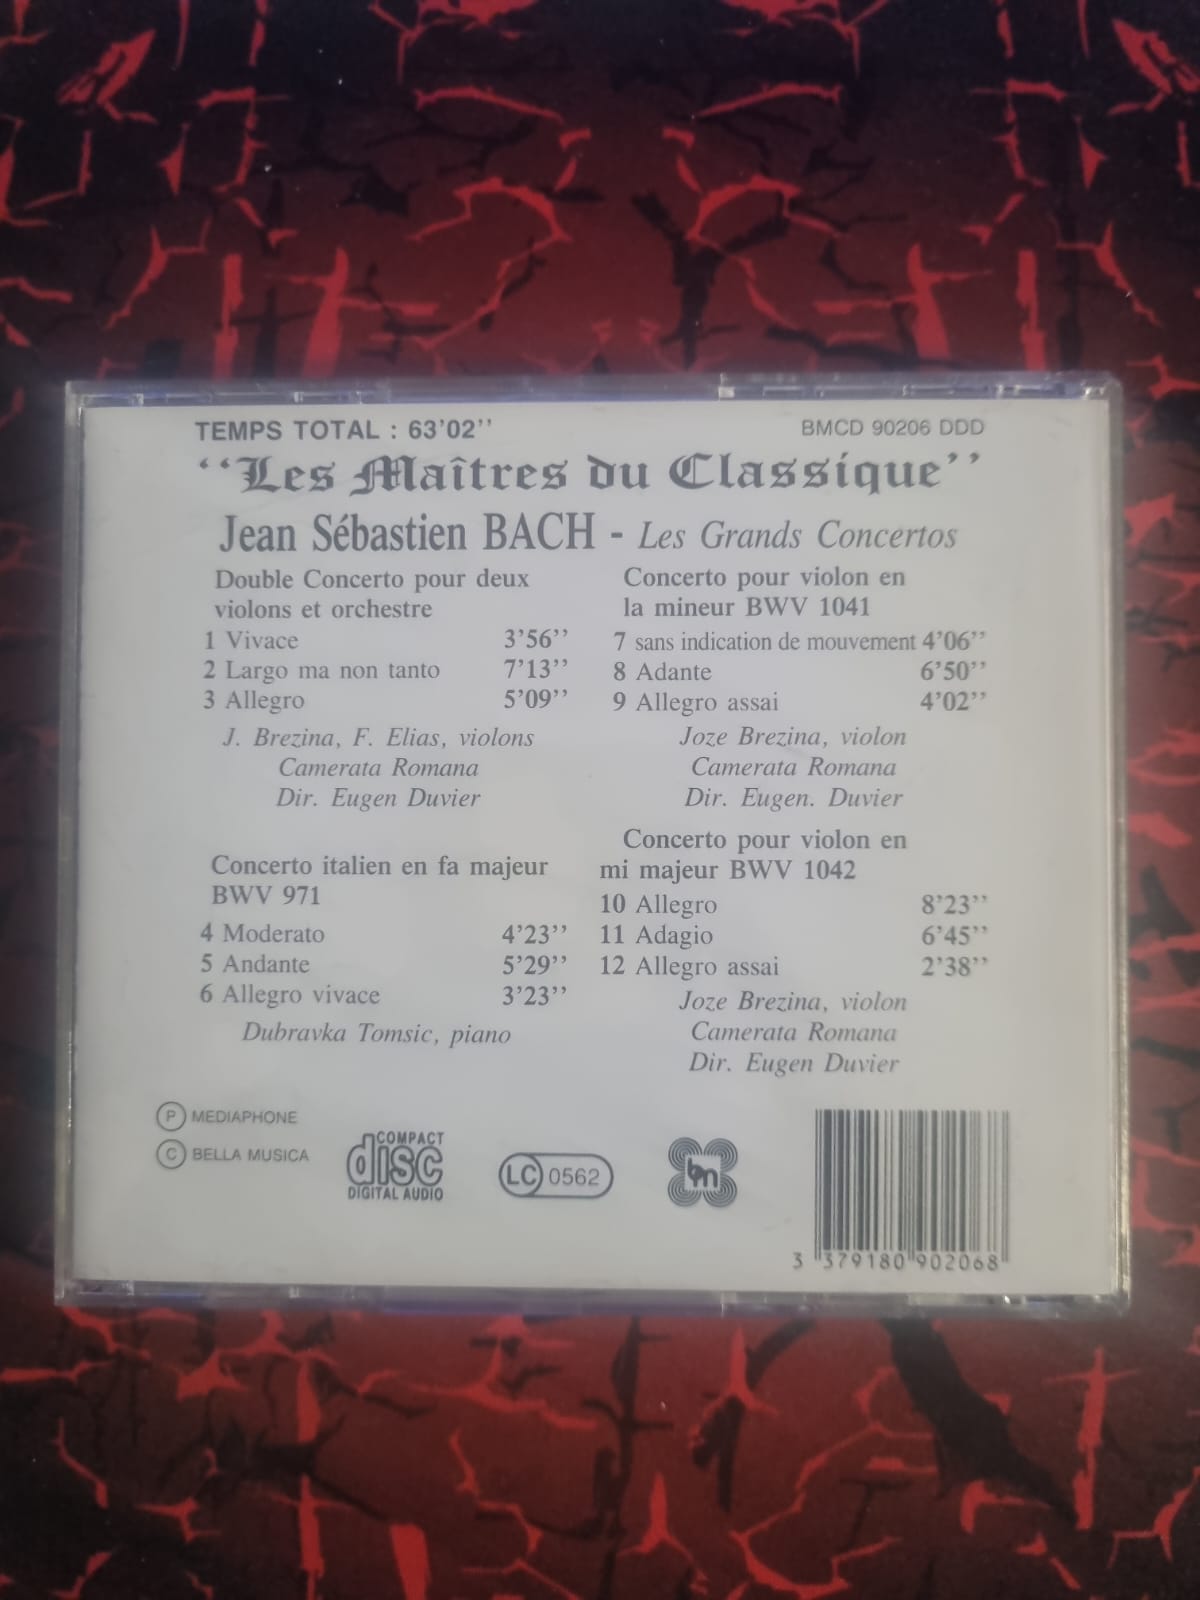 TEMPS TOTAL : 63'02''
BMCD 90206 DDD
‘‘Les Maîtres du Classique’’
Jean Sébastien BACH - Les Grands Concertos
Double Concerto pour deux
violons et orchestre
1 Vivace 3’56’’
2 Largo ma non tanto 7’13’’
3 Allegro 5’09’’
J. Brezina, F. Elias, violons
Camerata Romana
Dir. Eugen Duvier
Concerto italien en fa majeur
BWV 971
4 Moderato 4’23’’
5 Andante 5’29’’
6 Allegro vivace 3’23’’
Dubravka Tomsic, piano
Concerto pour violon en
la mineur BWV 1041
7 sans indication de mouvement 4’06’’
8 Adante 6’50’’
9 Allegro assai 4’02’’
Joze Brezina, violon
Camerata Romana
Dir. Eugen. Duvier
Concerto pour violon en
mi majeur BWV 1042
10 Allegro 8’23’’
11 Adagio 6’45’’
12 Allegro assai 2’38’’
Joze Brezina, violon
Camerata Romana
Dir. Eugen Duvier
P MEDIAPHONE
C BELLA MUSICA
COMPACT
disc
DIGITAL AUDIO
LC 0562
bm
3 379180 902068